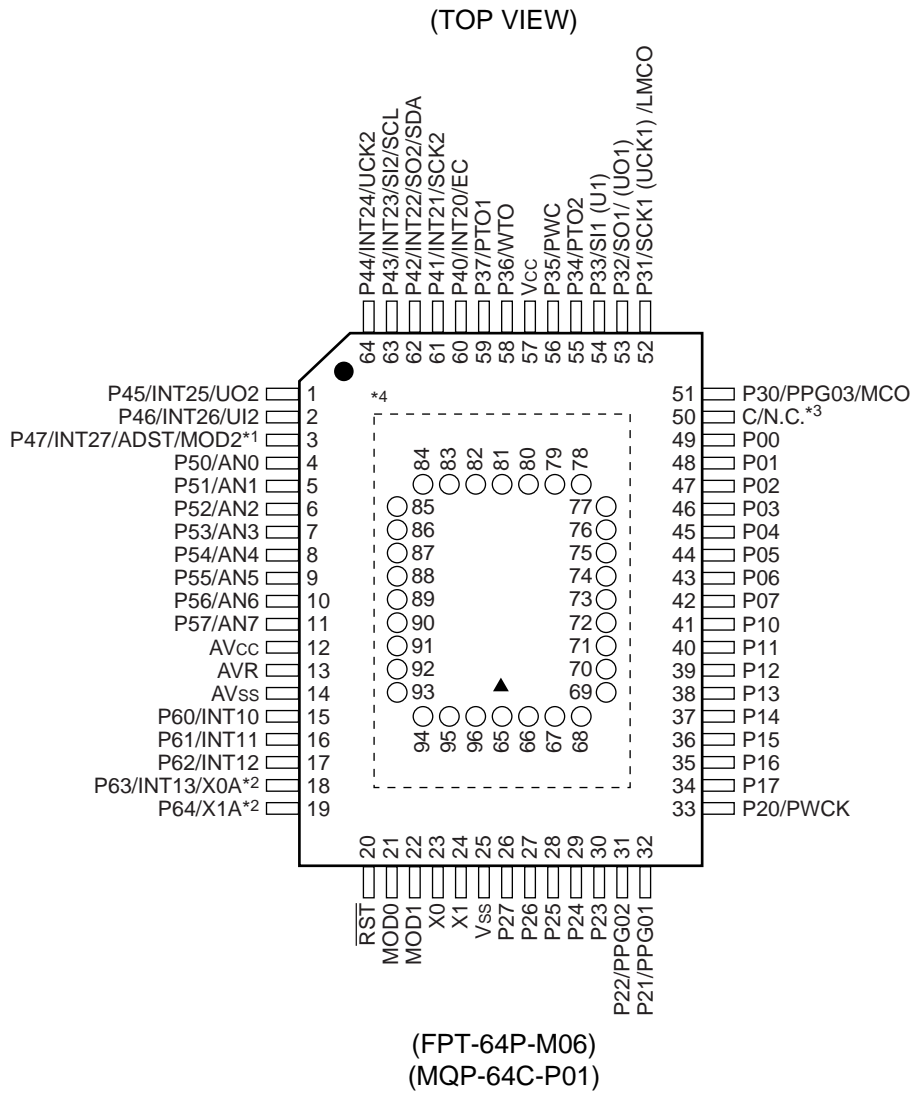 (TOP VIEW)
P44/INT24/UCK2
P43/INT23/SI2/SCL
P42/INT22/SO2/SDA
P41/INT21/SCK2
P40/INT20/EC
P37/PTO1
P36/WTO
VCC
P35/PWC
P34/PTO2
P33/SI1 (U1)
P32/SO1/ (UO1)
P31/SCK1 (UCK1) /LMCO
64 63 62 61 60 59 58 57 56 55 54 53 52
P45/INT25/UO2 1
P46/INT26/UI2 2
P47/INT27/ADST/MOD2*1 3
P50/AN0 4
P51/AN1 5
P52/AN2 6
P53/AN3 7
P54/AN4 8
P55/AN5 9
P56/AN6 10
P57/AN7 11
AVCC 12
AVR 13
AVSS 14
P60/INT10 15
P61/INT11 16
P62/INT12 17
P63/INT13/X0A*2 18
P64/X1A*2 19
*4
84 83 82 81 80 79 78
85 77
86 76
87 75
88 74
89 73
90 72
91 71
92 70
93 69
94 95 96 65 66 67 68
51 P30/PPG03/MCO
50 C/N.C.*3
49 P00
48 P01
47 P02
46 P03
45 P04
44 P05
43 P06
42 P07
41 P10
40 P11
39 P12
38 P13
37 P14
36 P15
35 P16
34 P17
33 P20/PWCK
20 21 22 23 24 25 26 27 28 29 30 31 32
RST
MOD0
MOD1
X0
X1
VSS
P27
P26
P25
P24
P23
P22/PPG02
P21/PPG01
(FPT-64P-M06)
(MQP-64C-P01)